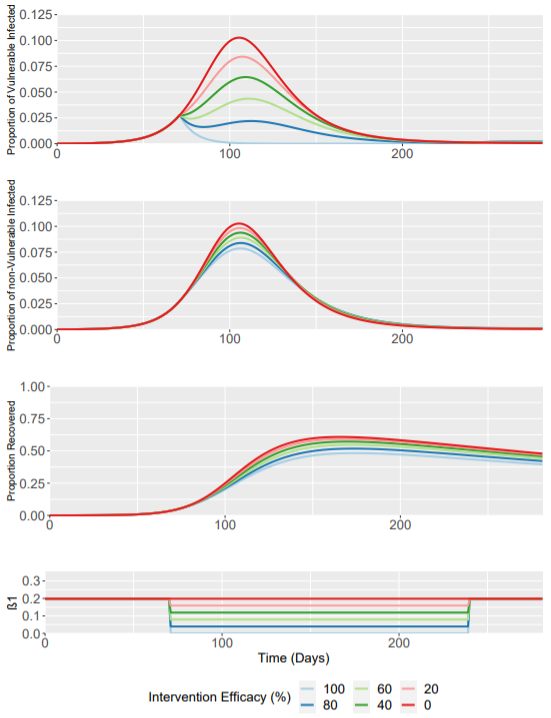 Proportion of Vulnerable Infected
0.125
0.100
0.075
0.050
0.025
0.000
0 100 200
Proportion of non-Vulnerable Infected
0.125
0.100
0.075
0.050
0.025
0.000
0 100 200
Proportion Recovered
1.00
0.75
0.50
0.25
0.00
0 100 200
ß1
0.3
0.2
0.1
0.0
0 100 200
Time (Days)
Intervention Efficacy (%) 100 60 20
80 40 0